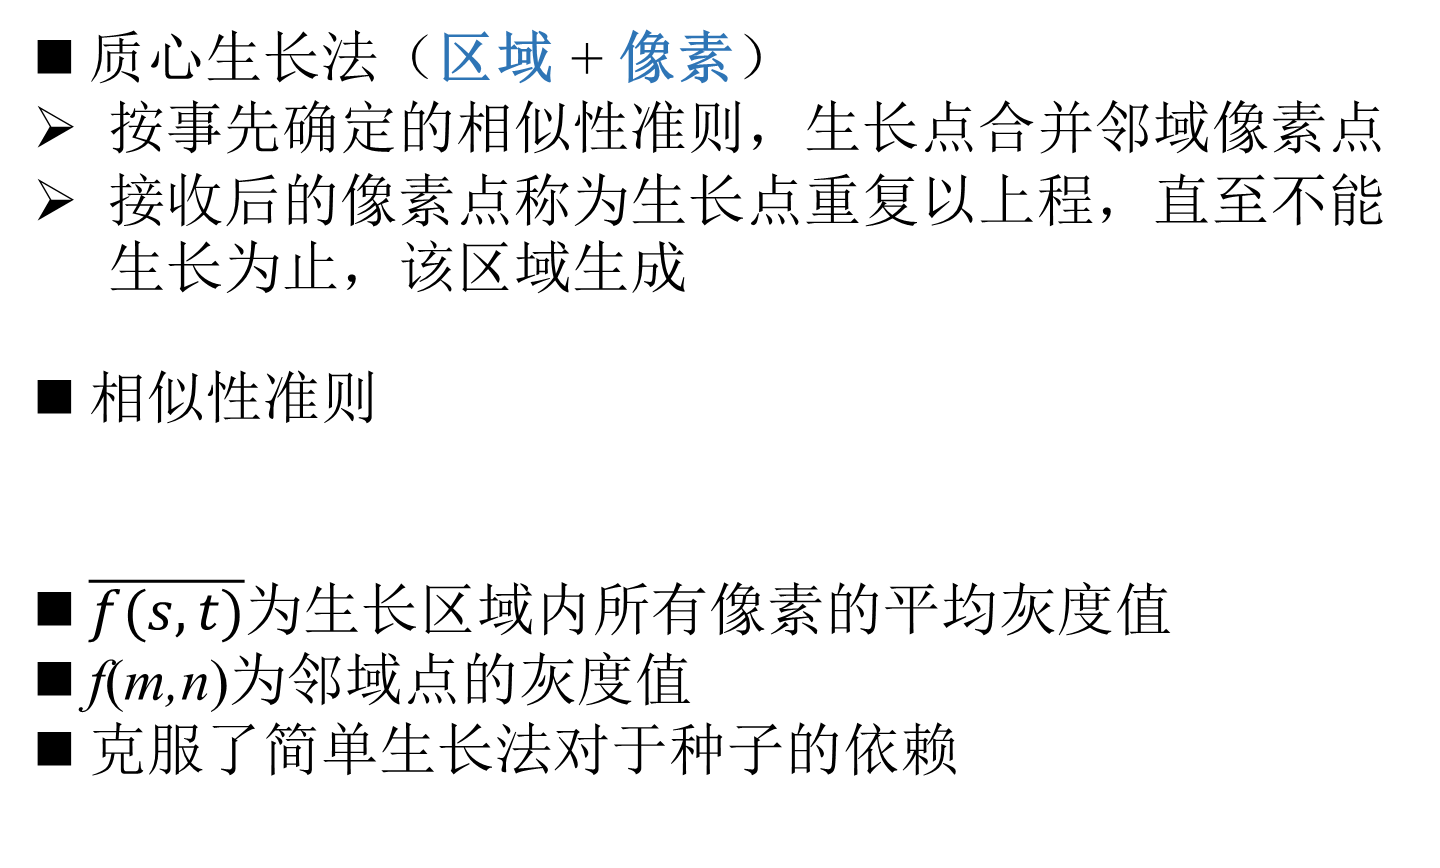 ■ 质心生长法（区域 + 像素）
➢ 按事先确定的相似性准则，生长点合并邻域像素点
➢ 接收后的像素点称为生长点重复以上程，直至不能
生长为止，该区域生成
■ 相似性准则
■ $\overline{f(s,t)}$为生长区域内所有像素的平均灰度值
■ f(m,n)为邻域点的灰度值
■ 克服了简单生长法对于种子的依赖